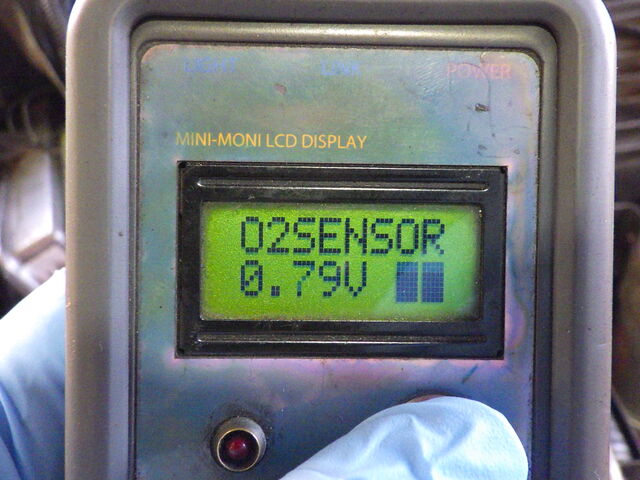 POWER
MINI-MONI LCD DISPLAY
O2SENSOR
0.79V